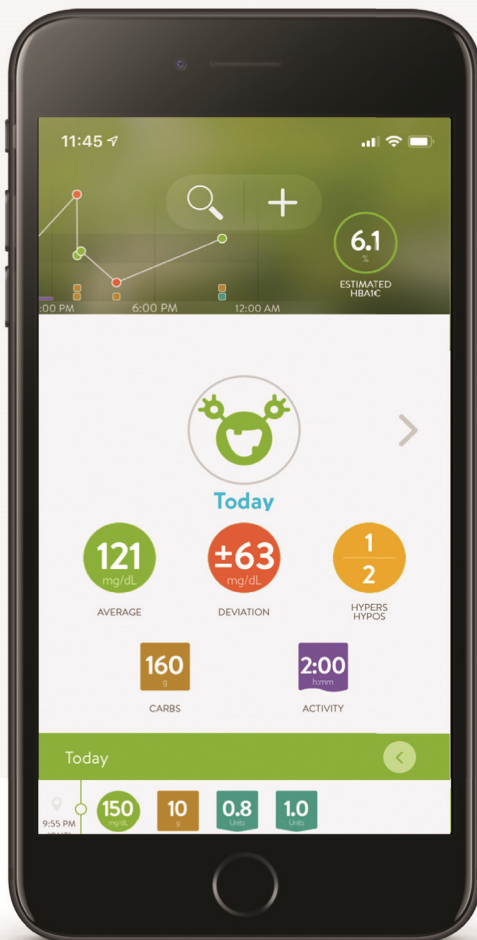 11:45
6.1
%
ESTIMATED
HBA1C
:00 PM 6:00 PM 12:00 AM
Today
121 ±63 1
mg/dL mg/dL 2
AVERAGE DEVIATION HYPERS
HYPOS
160 2:00
g h:mm
CARBS ACTIVITY
Today
150 10 0.8 1.0
mg/dL g Units Units
9:55 PM